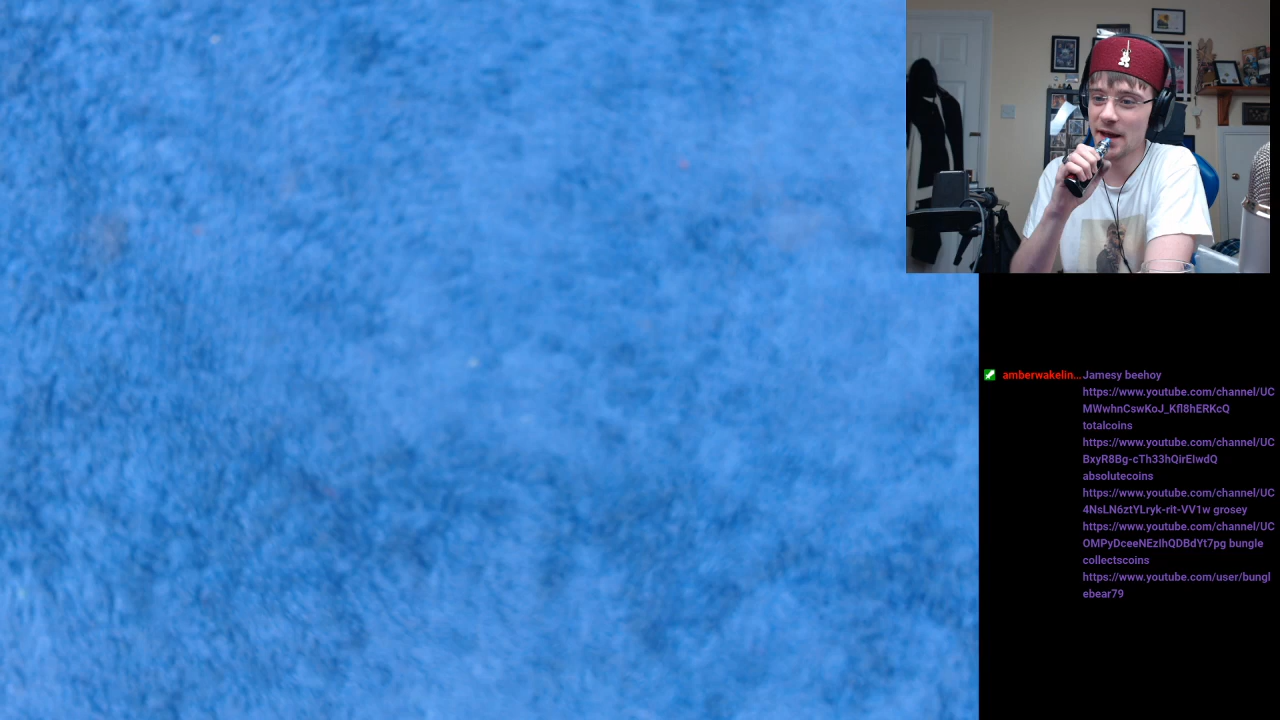 amberwakelin... Jamesy beehoy
https://www.youtube.com/channel/UC
MWwhnCswKoJ_Kfl8hERKcQ
totalcoins
https://www.youtube.com/channel/UC
BxyR8Bg-cTh33hQirEIwdQ
absolutecoins
https://www.youtube.com/channel/UC
4NsLN6ztYLryk-rit-VV1w grosey
https://www.youtube.com/channel/UC
OMPyDceeNEzIhQDBdYt7pg bungle
collectscoins
https://www.youtube.com/user/bungl
ebear79